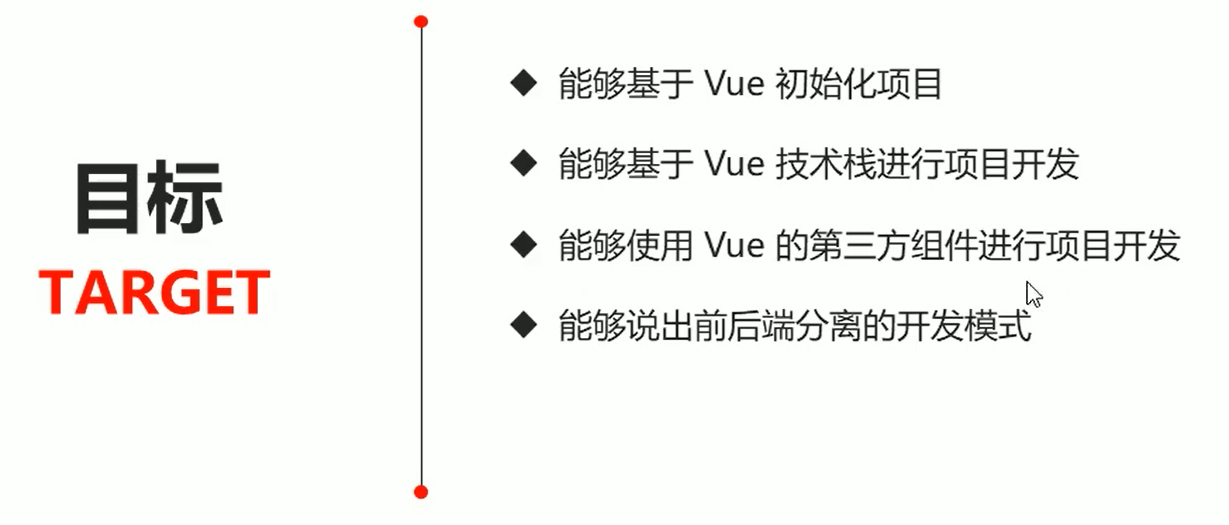 目标
TARGET
◆ 能够基于 Vue 初始化项目
◆ 能够基于 Vue 技术栈进行项目开发
◆ 能够使用 Vue 的第三方组件进行项目开发
◆ 能够说出前后端分离的开发模式